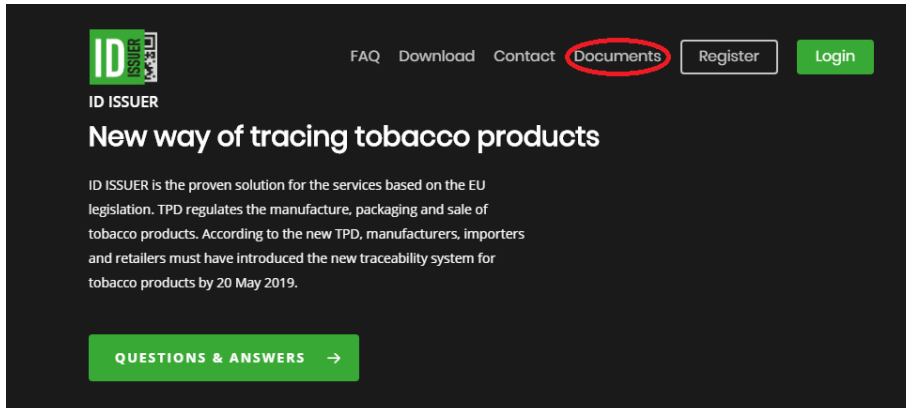 ID
ISSUER
FAQ Download Contact Documents Register Login
ID ISSUER
New way of tracing tobacco products
ID ISSUER is the proven solution for the services based on the EU
legislation. TPD regulates the manufacture, packaging and sale of
tobacco products. According to the new TPD, manufacturers, importers
and retailers must have introduced the new traceability system for
tobacco products by 20 May 2019.
QUESTIONS & ANSWERS →